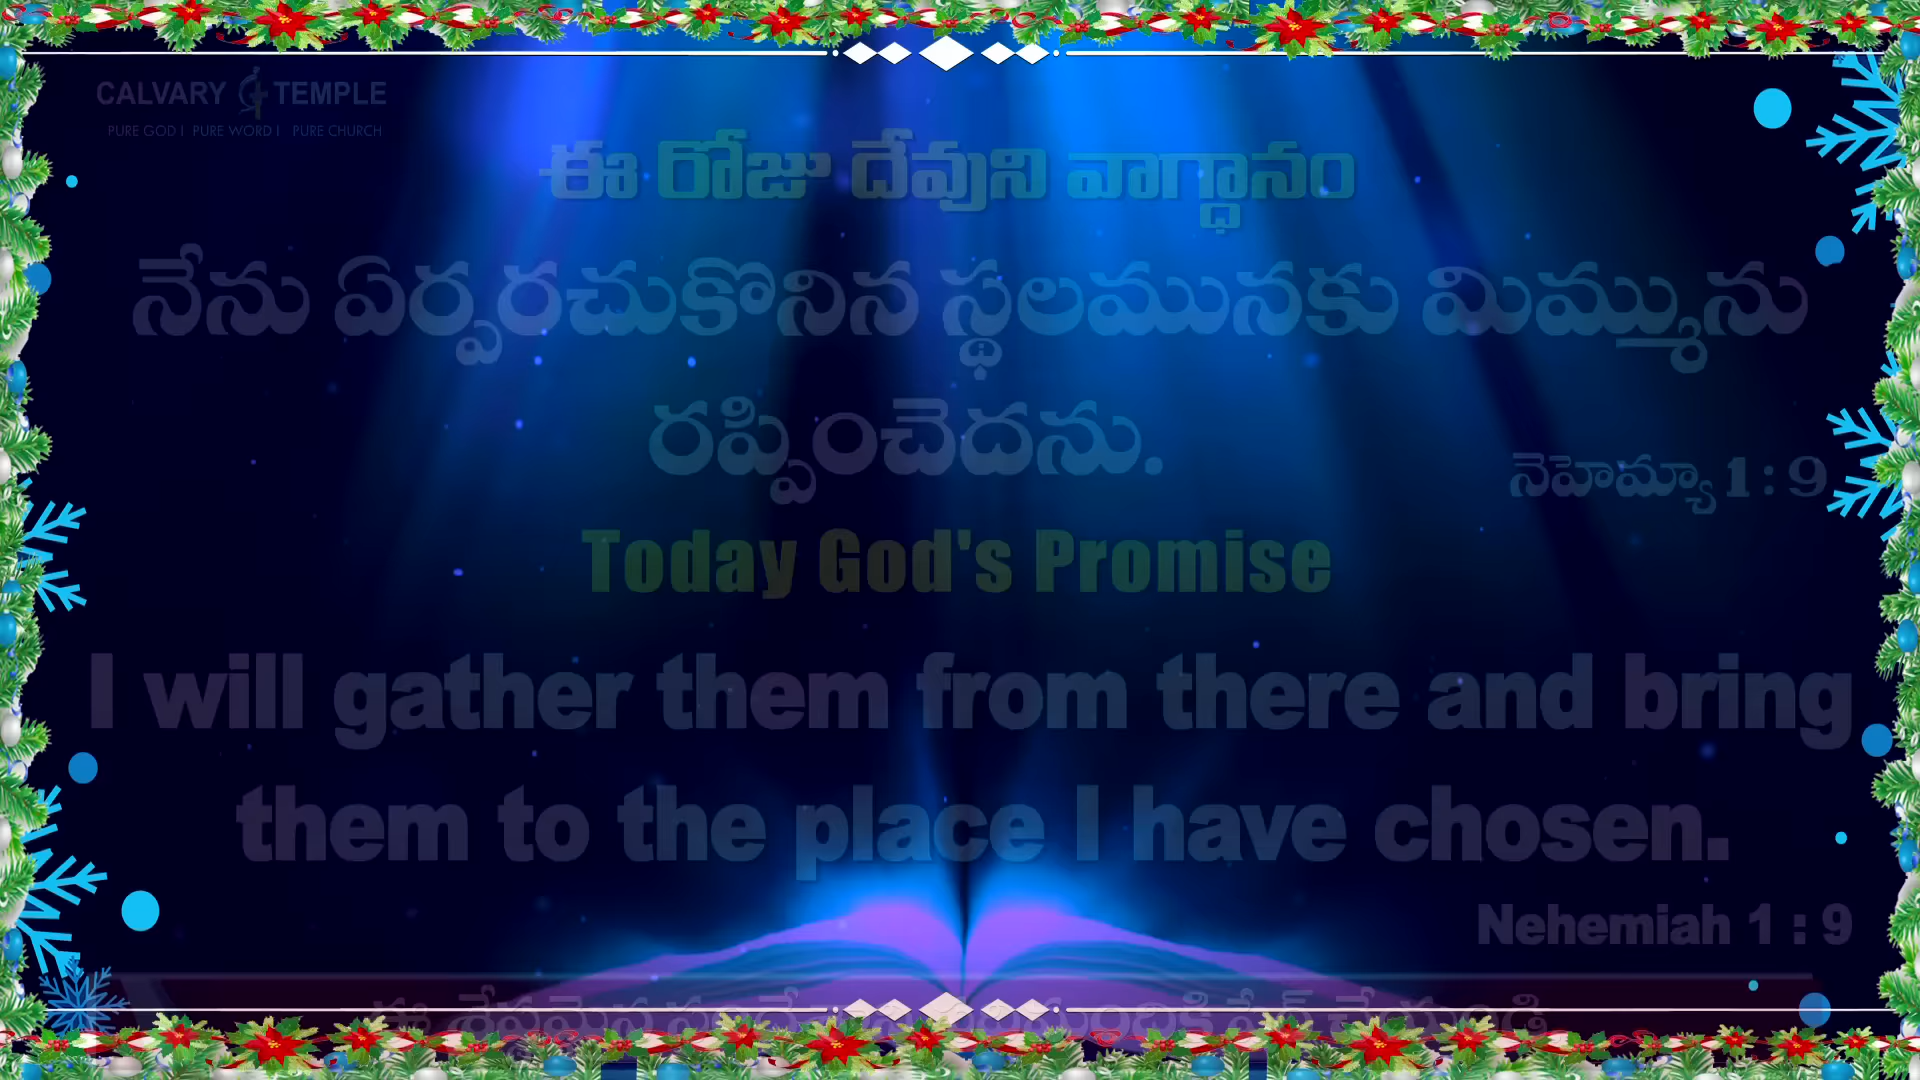 CALVARY TEMPLE
PURE GOD | PURE WORD | PURE CHURCH
ఈ రోజు దేవుని వాగ్ధానం
నేను ఏర్పరచుకొనిన స్థలమునకు మిమ్మును
రప్పించెదను.
నెహెమ్యా 1 : 9
Today God's Promise
I will gather them from there and bring
them to the place I have chosen.
Nehemiah 1 : 9